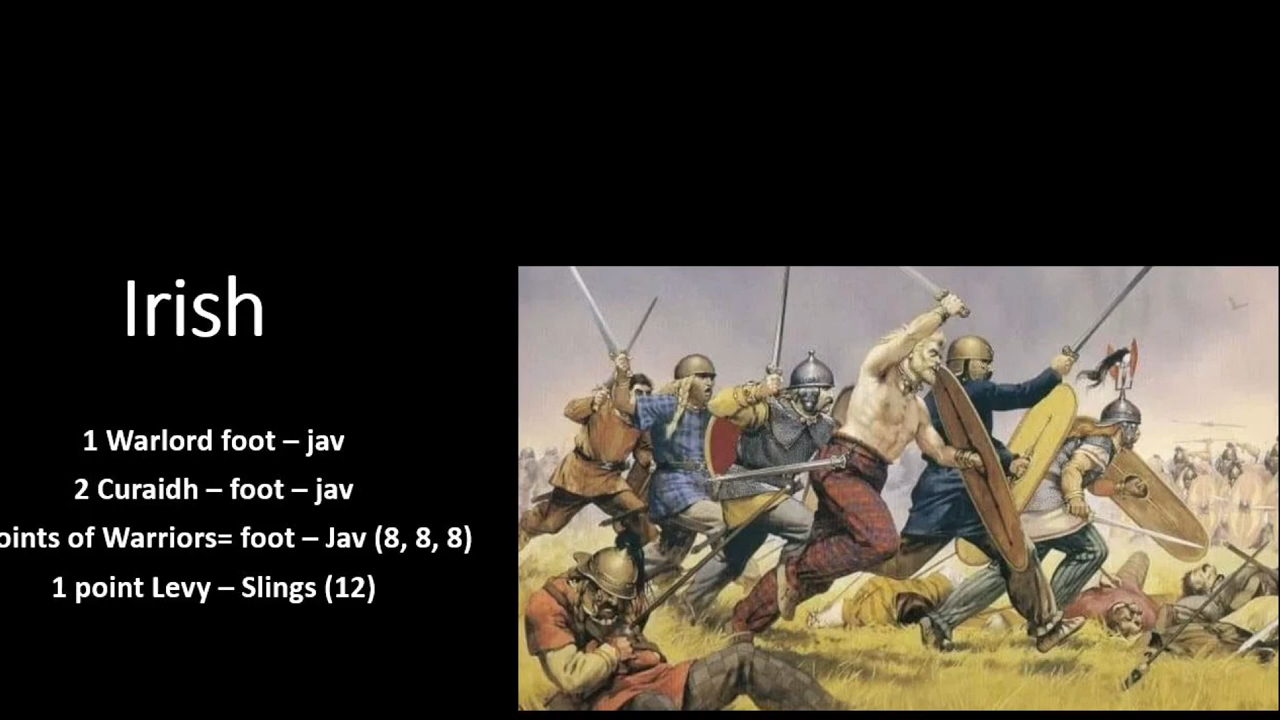 Irish
1 Warlord foot – jav
2 Curaidh – foot – jav
of Warriors= foot – Jav (8, 8, 8)
1 point Levy – Slings (12)